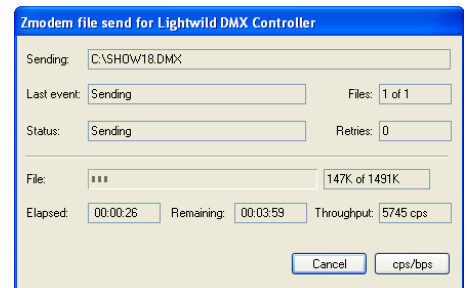 Zmodem file send for Lightwild DMX Controller
Sending: C:\SHOW18.DMX
Last event: Sending Files: 1 of 1
Status: Sending Retries: 0
File: 147K of 1491K
Elapsed: 00:00:26 Remaining: 00:03:59 Throughput: 5745 cps
Cancel cps/bps